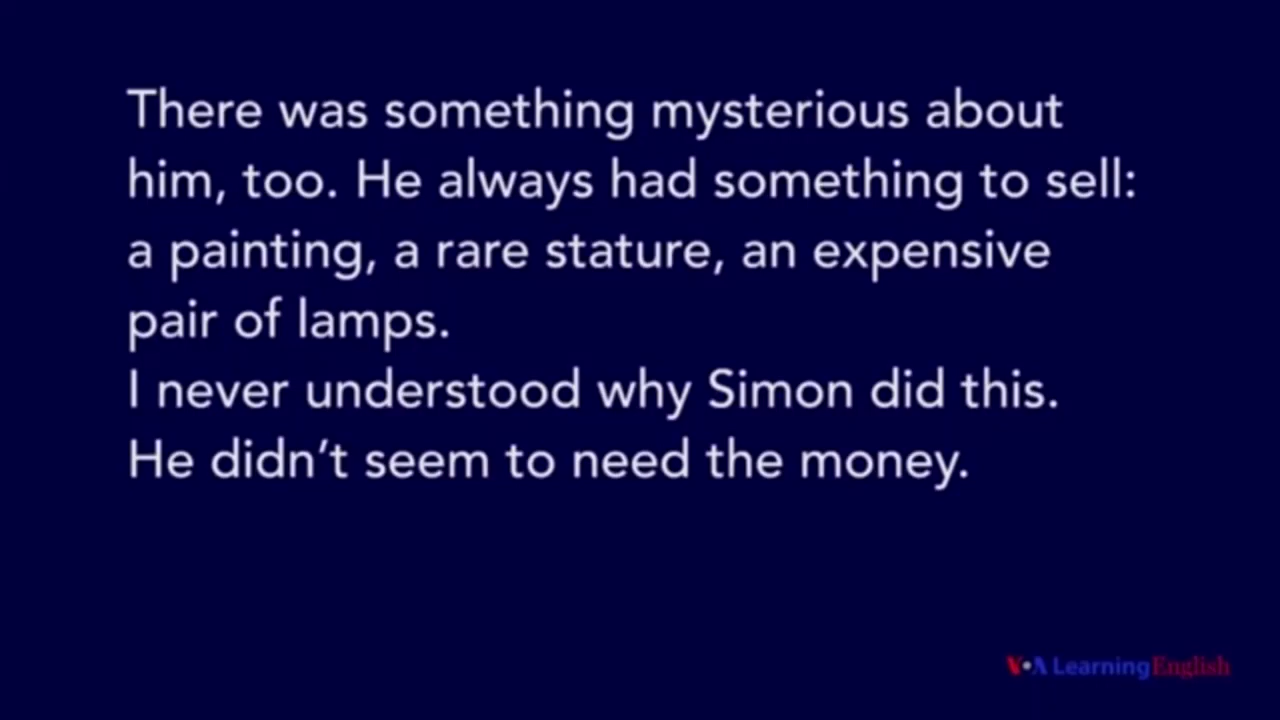 There was something mysterious about
him, too. He always had something to sell:
a painting, a rare stature, an expensive
pair of lamps.
I never understood why Simon did this.
He didn’t seem to need the money.
VOA Learning English